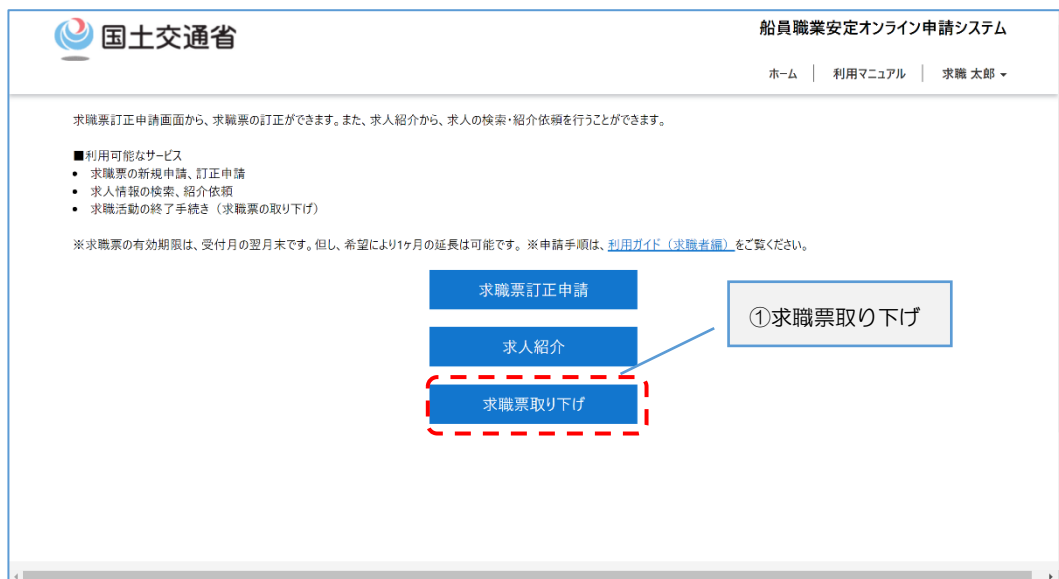 国土交通省
船員職業安定オンライン申請システム
ホーム │ 利用マニュアル │ 求職 太郎
求職票訂正申請画面から、求職票の訂正ができます。また、求人紹介から、求人の検索・紹介依頼を行うことができます。
■利用可能なサービス
• 求職票の新規申請、訂正申請
• 求人情報の検索、紹介依頼
• 求職活動の終了手続き（求職票の取り下げ）
※求職票の有効期限は、受付月の翌月末です。但し、希望により1ヶ月の延長は可能です。 ※申請手順は、利用ガイド（求職者編） をご覧ください。
求職票訂正申請
①求職票取り下げ
求人紹介
求職票取り下げ